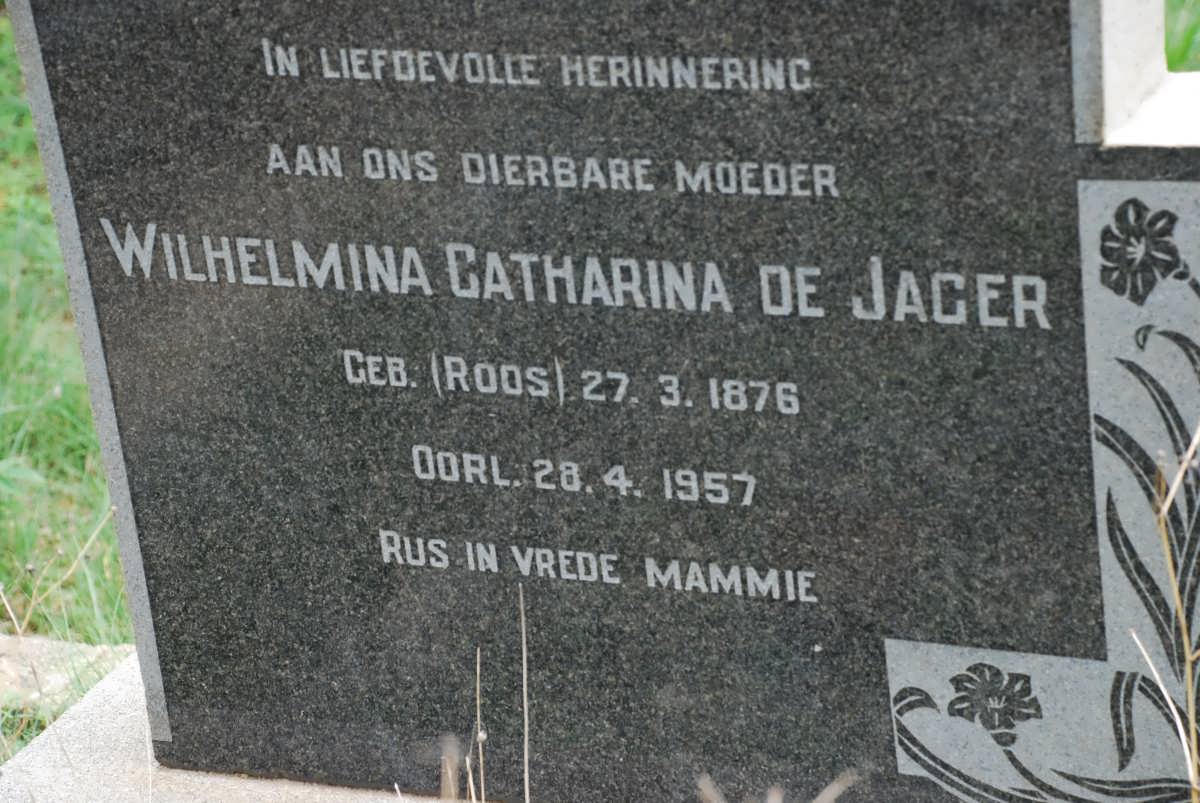 IN LIEFDEVOLLE HERINNERING
AAN ONS DIERBARE MOEDER
WILHELMINA CATHARINA DE JAGER
GEB. (ROOS) 27. 3. 1876
OORL. 28. 4. 1957
RUS IN VREDE MAMMIE